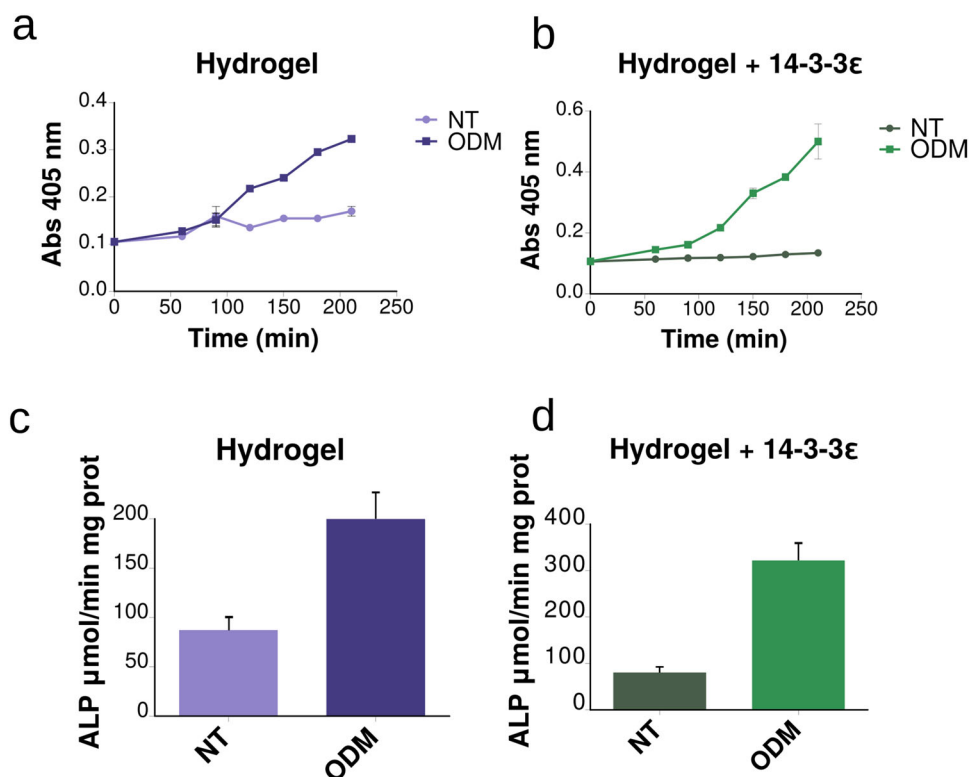 a
Hydrogel
Abs 405 nm
0.4
0.3
0.2
0.1
0.0
0 50 100 150 200 250
Time (min)
NT
ODM
b
Hydrogel + 14-3-3ε
Abs 405 nm
0.6
0.4
0.2
0.0
0 50 100 150 200 250
Time (min)
NT
ODM
c
Hydrogel
ALP µmol/min mg prot
200
150
100
50
0
NT
ODM
d
Hydrogel + 14-3-3ε
ALP µmol/min mg prot
400
300
200
100
0
NT
ODM